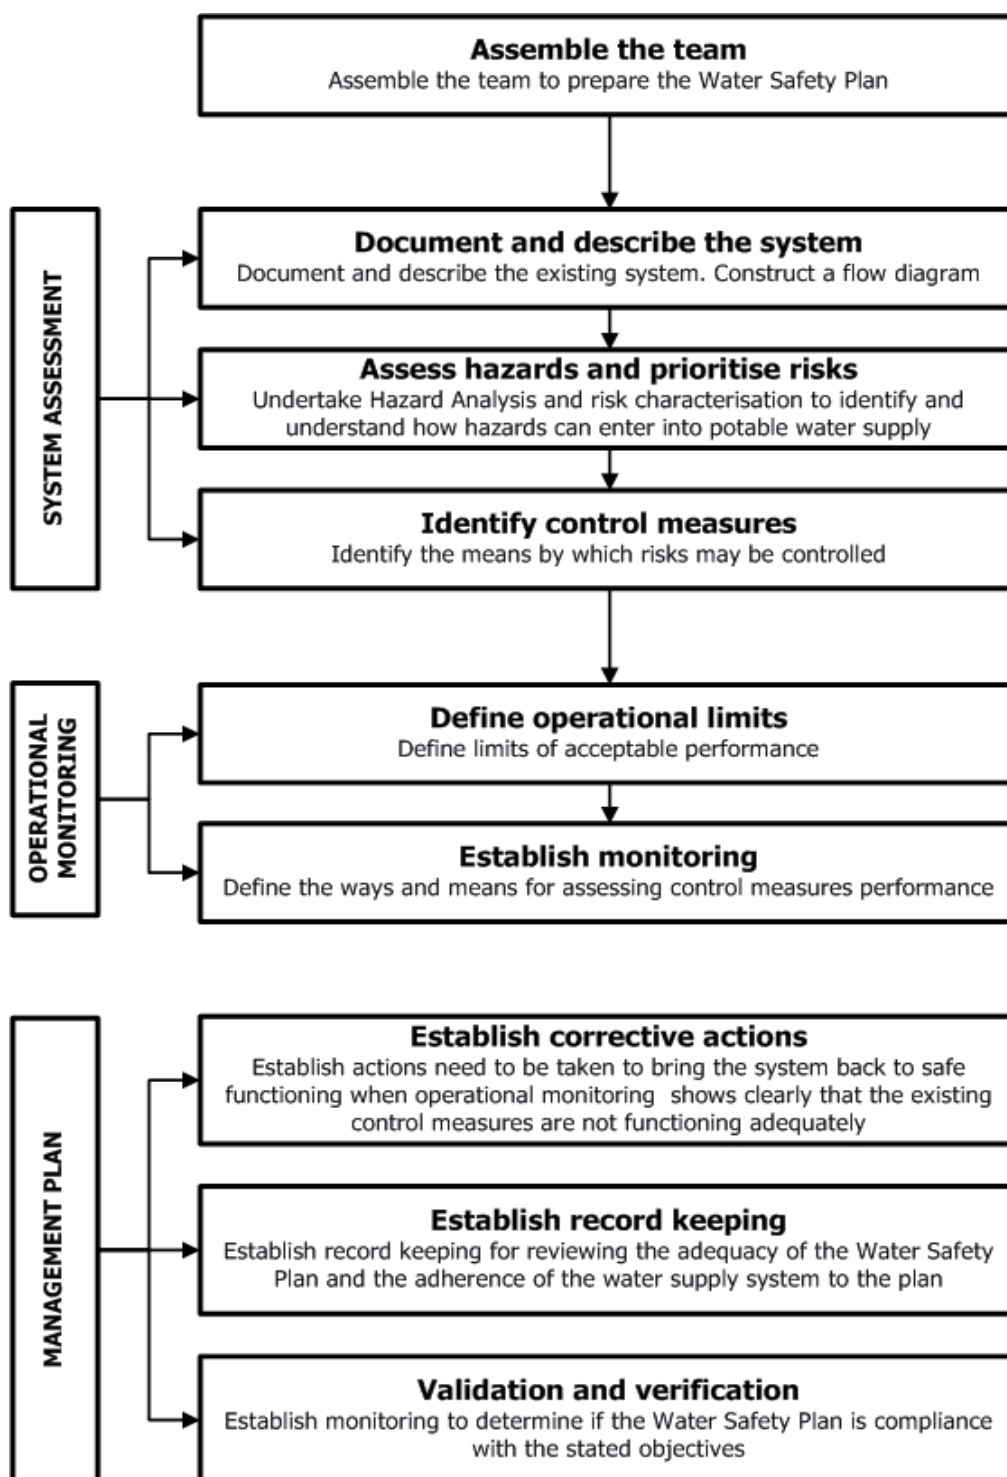 Assemble the team
Assemble the team to prepare the Water Safety Plan
SYSTEM ASSESSMENT
Document and describe the system
Document and describe the existing system. Construct a flow diagram
Assess hazards and prioritise risks
Undertake Hazard Analysis and risk characterisation to identify and
understand how hazards can enter into potable water supply
Identify control measures
Identify the means by which risks may be controlled
OPERATIONAL
MONITORING
Define operational limits
Define limits of acceptable performance
Establish monitoring
Define the ways and means for assessing control measures performance
MANAGEMENT PLAN
Establish corrective actions
Establish actions need to be taken to bring the system back to safe
functioning when operational monitoring shows clearly that the existing
control measures are not functioning adequately
Establish record keeping
Establish record keeping for reviewing the adequacy of the Water Safety
Plan and the adherence of the water supply system to the plan
Validation and verification
Establish monitoring to determine if the Water Safety Plan is compliance
with the stated objectives